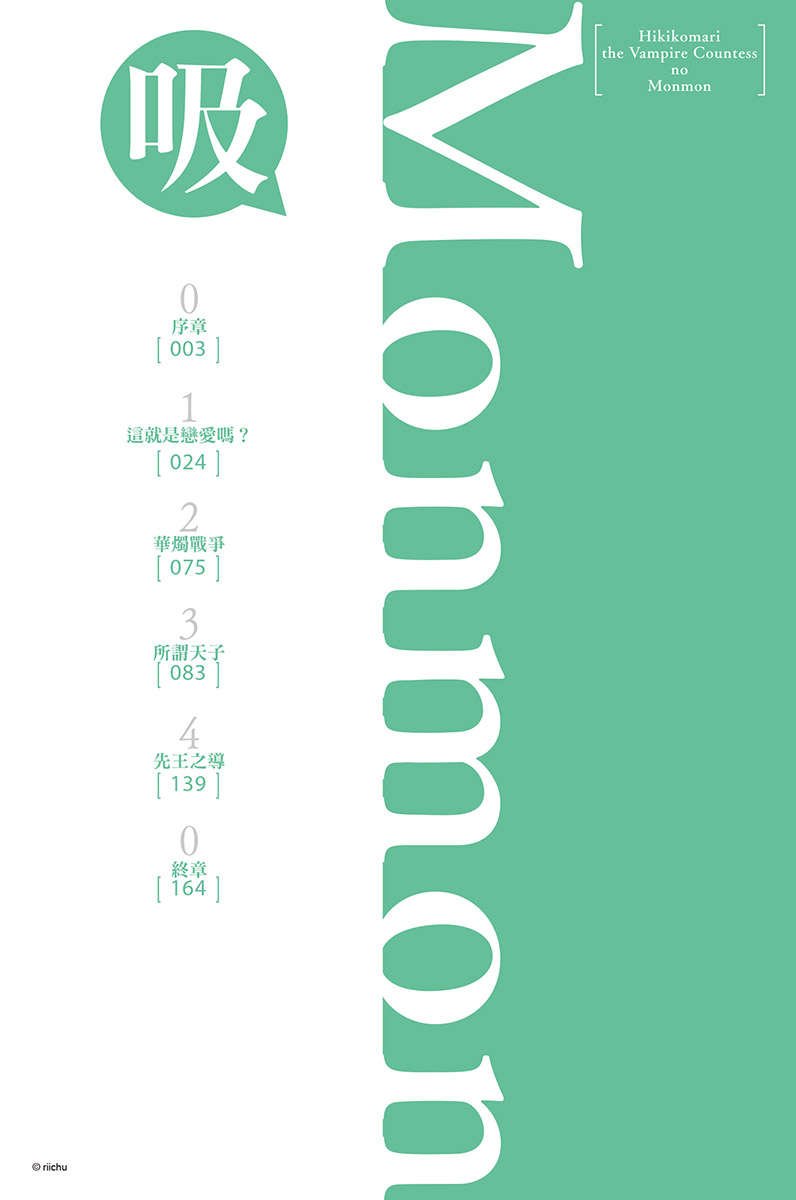 吸
Hikikomari
the Vampire Countess
no
Monmon
Monmon
0
序章
[ 003 ]
1
這就是戀愛嗎？
[ 024 ]
2
華燭戰爭
[ 075 ]
3
所謂天子
[ 083 ]
4
先王之導
[ 139 ]
0
終章
[ 164 ]
© riichu